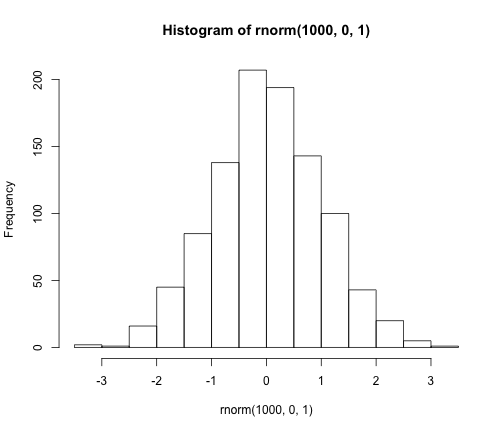 Histogram of rnorm(1000, 0, 1)
Frequency
200
150
100
50
0
-3 -2 -1 0 1 2 3
rnorm(1000, 0, 1)